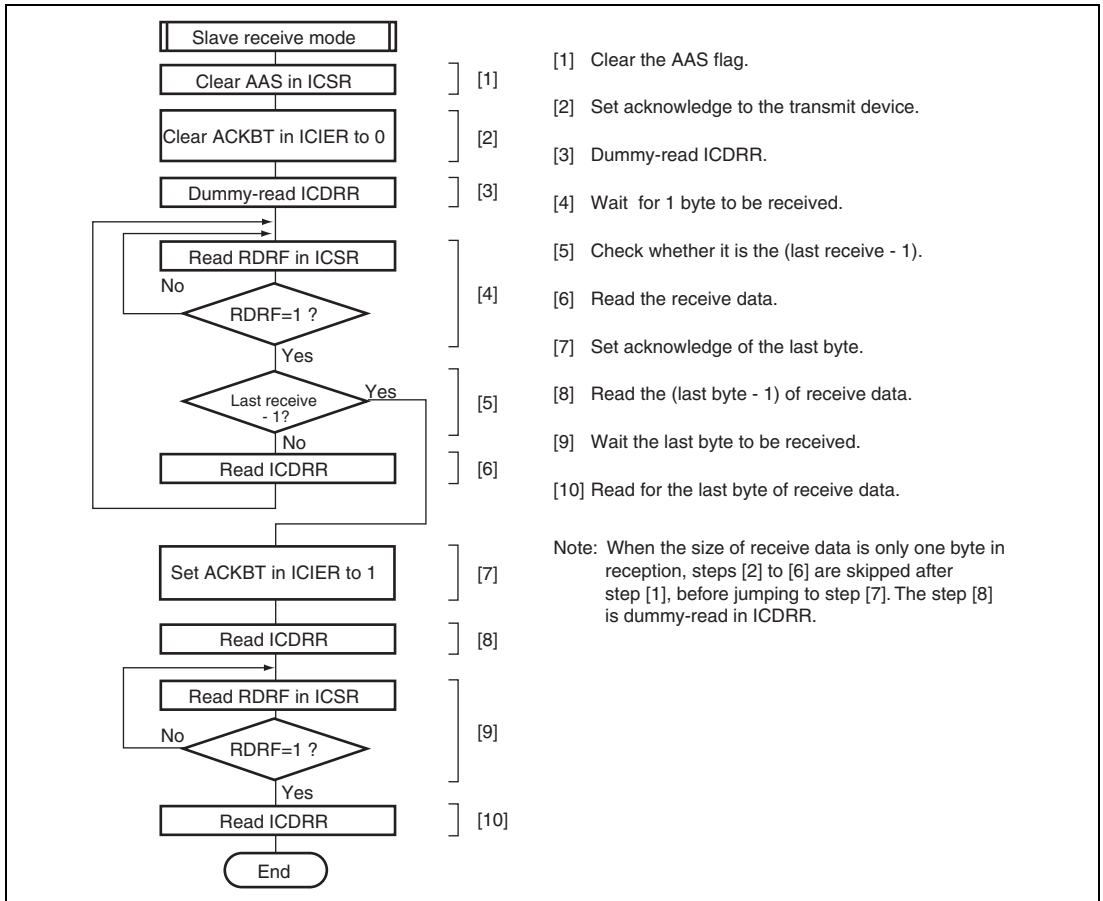 Slave receive mode
Clear AAS in ICSR
[1]
Clear ACKBT in ICIER to 0
[2]
Dummy-read ICDRR
[3]
Read RDRF in ICSR
No
RDRF=1 ?
[4]
Yes
Last receive
- 1?
Yes
[5]
No
Read ICDRR
[6]
Set ACKBT in ICIER to 1
[7]
Read ICDRR
[8]
Read RDRF in ICSR
No
RDRF=1 ?
[9]
Yes
Read ICDRR
[10]
End
[1] Clear the AAS flag.
[2] Set acknowledge to the transmit device.
[3] Dummy-read ICDRR.
[4] Wait for 1 byte to be received.
[5] Check whether it is the (last receive - 1).
[6] Read the receive data.
[7] Set acknowledge of the last byte.
[8] Read the (last byte - 1) of receive data.
[9] Wait the last byte to be received.
[10] Read for the last byte of receive data.
Note: When the size of receive data is only one byte in
reception, steps [2] to [6] are skipped after
step [1], before jumping to step [7]. The step [8]
is dummy-read in ICDRR.